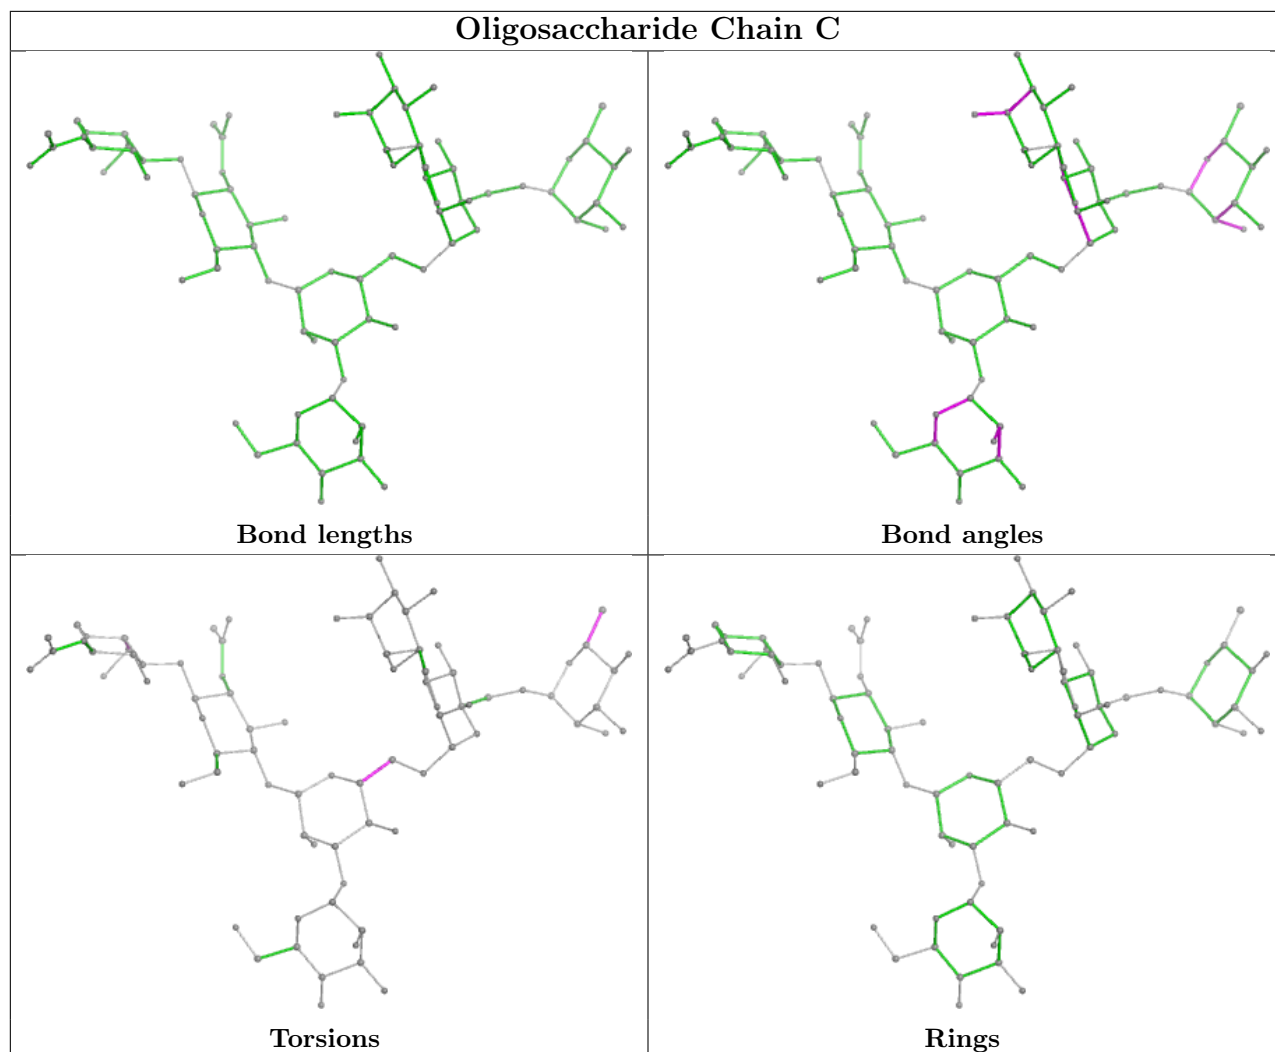 Oligosaccharide Chain C
Bond lengths
Bond angles
Torsions
Rings